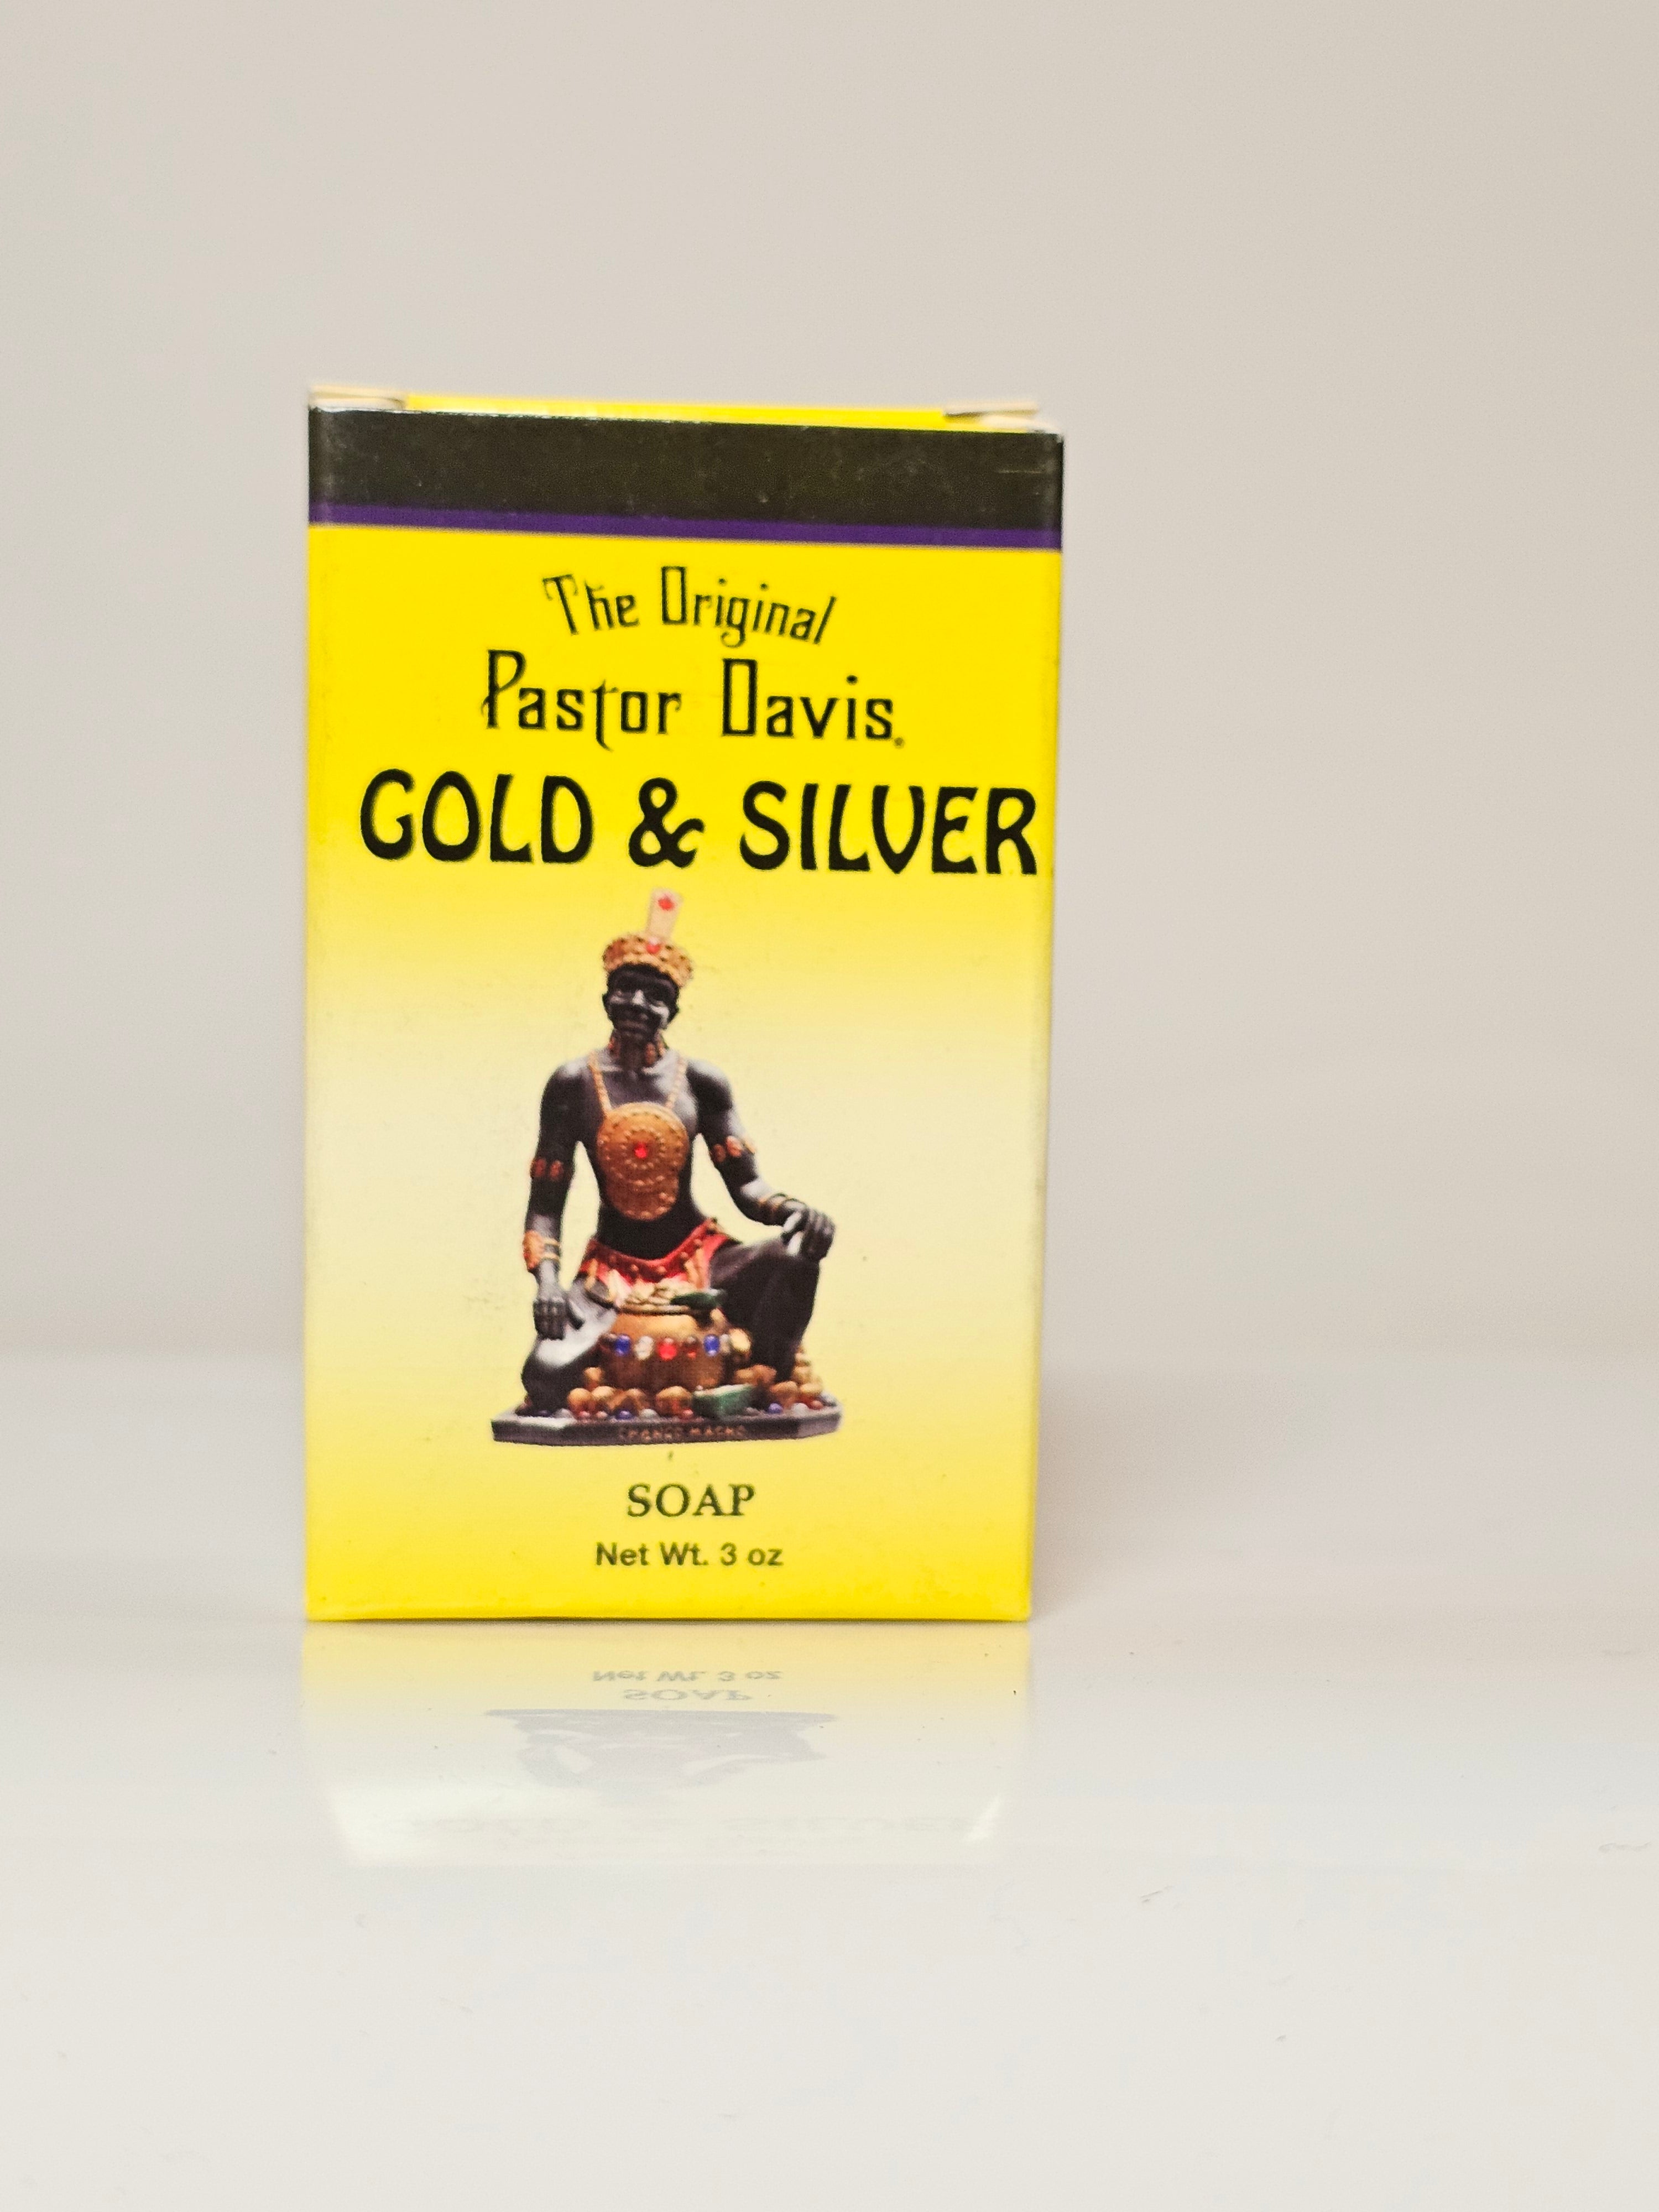 The Original
Pastor Davis®
GOLD & SILVER
SOAP
Net Wt. 3 oz